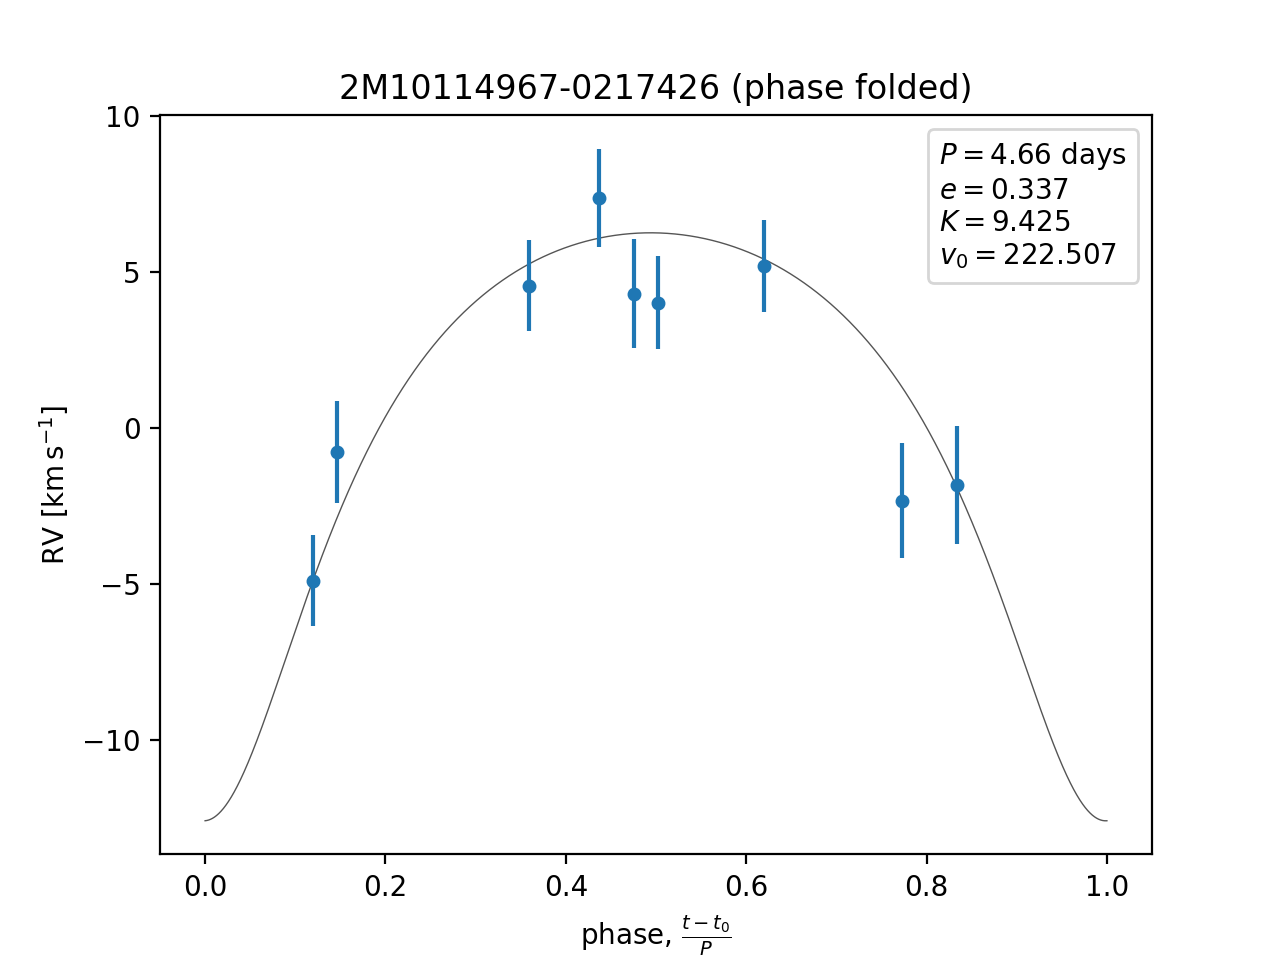 2M10114967-0217426 (phase folded)
P = 4.66 days
e = 0.337
K = 9.425
v₀ = 222.507
RV [km s⁻¹]
10
5
0
−5
−10
0.0 0.2 0.4 0.6 0.8 1.0
phase, (t − t₀)/P